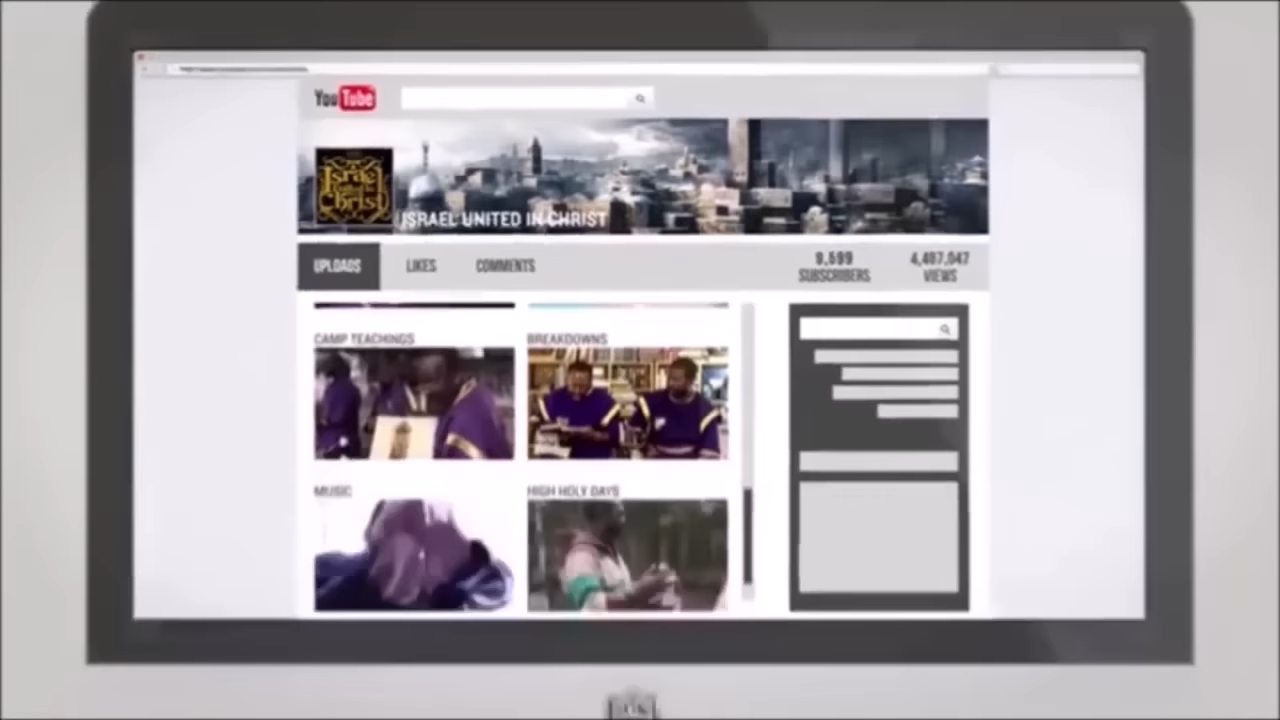 YouTube
Israel
United In
Christ
ISRAEL UNITED IN CHRIST
UPLOADS
LIKES
COMMENTS
9,599
SUBSCRIBERS
4,497,047
VIEWS
CAMP TEACHINGS
BREAKDOWNS
MUSIC
HIGH HOLY DAYS